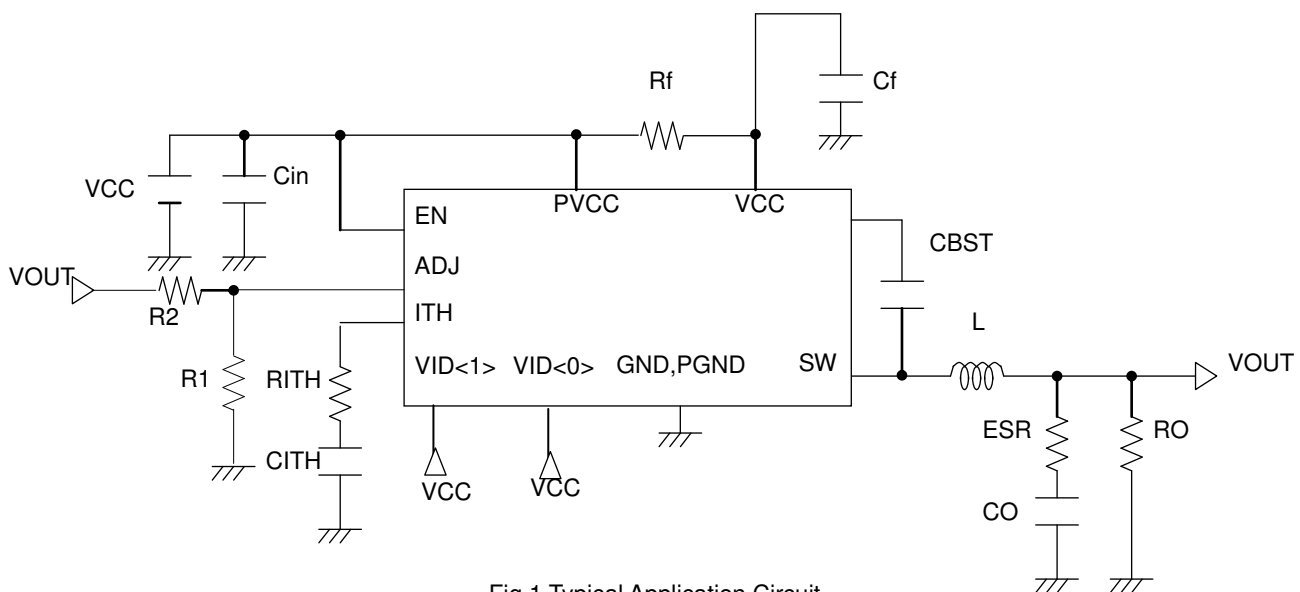 Rf
Cf
VCC
Cin
PVCC
VCC
EN
CBST
ADJ
VOUT
R2
ITH
L
R1
RITH
VID<1>
VID<0>
GND,PGND
SW
VOUT
ESR
RO
CITH
VCC
VCC
CO
Fig.1 Typical Application Circuit